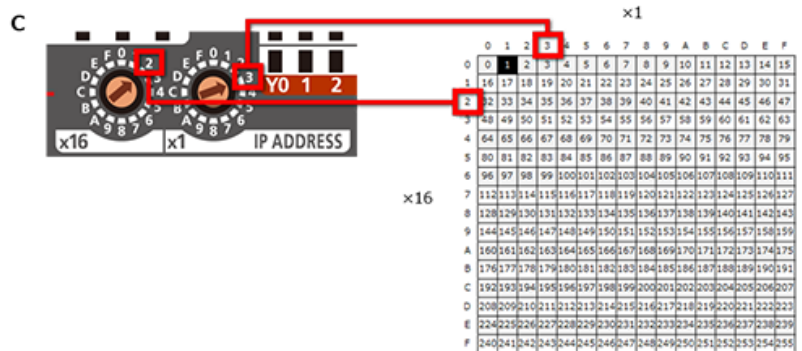 C
×1
E F 0 2
D
C 4
B
A 9 8 7 6
x16
E F 0 1 2
D 3
C 4
B
A 9 8 7 6
x1
Y0 1 2
IP ADDRESS
×16
0 1 2 3 4 5 6 7 8 9 A B C D E F
0 0 1 2 3 4 5 6 7 8 9 10 11 12 13 14 15
1 16 17 18 19 20 21 22 23 24 25 26 27 28 29 30 31
2 32 33 34 35 36 37 38 39 40 41 42 43 44 45 46 47
3 48 49 50 51 52 53 54 55 56 57 58 59 60 61 62 63
4 64 65 66 67 68 69 70 71 72 73 74 75 76 77 78 79
5 80 81 82 83 84 85 86 87 88 89 90 91 92 93 94 95
6 96 97 98 99 100 101 102 103 104 105 106 107 108 109 110 111
7 112 113 114 115 116 117 118 119 120 121 122 123 124 125 126 127
8 128 129 130 131 132 133 134 135 136 137 138 139 140 141 142 143
9 144 145 146 147 148 149 150 151 152 153 154 155 156 157 158 159
A 160 161 162 163 164 165 166 167 168 169 170 171 172 173 174 175
B 176 177 178 179 180 181 182 183 184 185 186 187 188 189 190 191
C 192 193 194 195 196 197 198 199 200 201 202 203 204 205 206 207
D 208 209 210 211 212 213 214 215 216 217 218 219 220 221 222 223
E 224 225 226 227 228 229 230 231 232 233 234 235 236 237 238 239
F 240 241 242 243 244 245 246 247 248 249 250 251 252 253 254 255